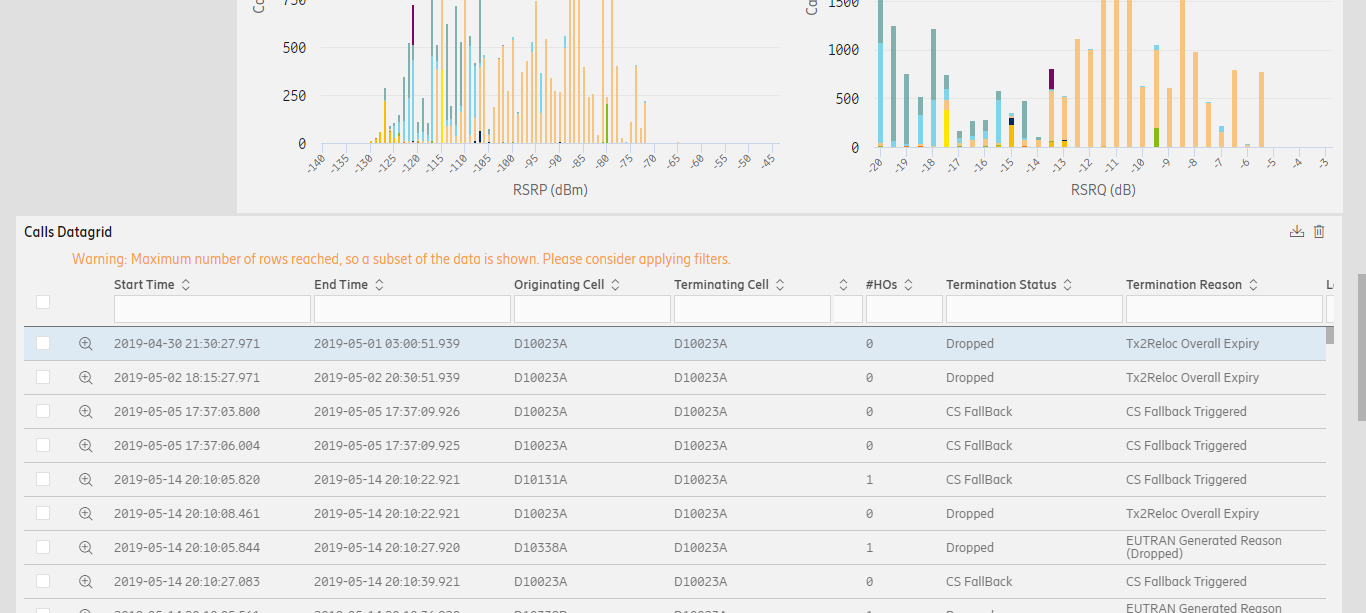 750
500
250
0
-140 -135 -130 -125 -120 -115 -110 -105 -100 -95 -90 -85 -80 -75 -70 -65 -60 -55 -50 -45
RSRP (dBm)
1500
1000
500
0
-20 -19 -18 -17 -16 -15 -14 -13 -12 -11 -10 -9 -8 -7 -6 -5 -4 -3
RSRQ (dB)
Calls Datagrid
Warning: Maximum number of rows reached, so a subset of the data is shown. Please consider applying filters.
Start Time End Time Originating Cell Terminating Cell #HOs Termination Status Termination Reason
2019-04-30 21:30:27.971 2019-05-01 03:00:51.939 D10023A D10023A 0 Dropped Tx2Reloc Overall Expiry
2019-05-02 18:15:27.971 2019-05-02 20:30:51.939 D10023A D10023A 0 Dropped Tx2Reloc Overall Expiry
2019-05-05 17:37:03.800 2019-05-05 17:37:09.926 D10023A D10023A 0 CS FallBack CS Fallback Triggered
2019-05-05 17:37:06.004 2019-05-05 17:37:09.925 D10023A D10023A 0 CS FallBack CS Fallback Triggered
2019-05-14 20:10:05.820 2019-05-14 20:10:22.921 D10131A D10023A 1 CS FallBack CS Fallback Triggered
2019-05-14 20:10:08.461 2019-05-14 20:10:22.921 D10023A D10023A 0 Dropped Tx2Reloc Overall Expiry
2019-05-14 20:10:05.844 2019-05-14 20:10:27.920 D10338A D10023A 1 Dropped EUTRAN Generated Reason
(Dropped)
2019-05-14 20:10:27.083 2019-05-14 20:10:39.921 D10023A D10023A 0 CS FallBack CS Fallback Triggered
EUTRAN Generated Reason